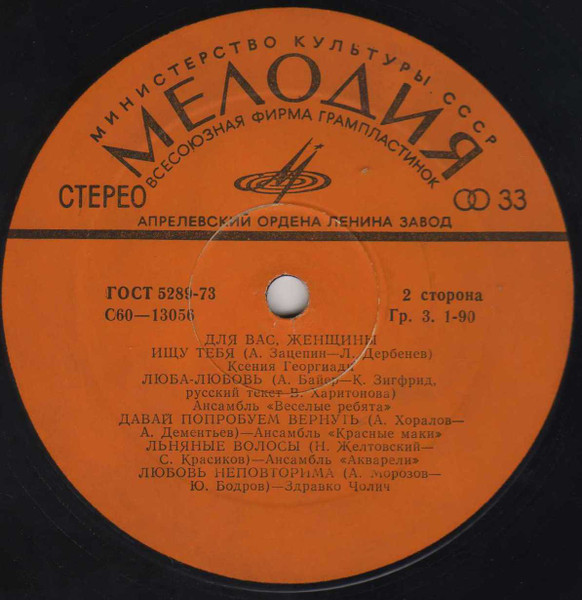 МИНИСТЕРСТВО КУЛЬТУРЫ СССР
МЕЛОДИЯ
ВСЕСОЮЗНАЯ ФИРМА ГРАМПЛАСТИНОК
СТЕРЕО 33
АПРЕЛЕВСКИЙ ОРДЕНА ЛЕНИНА ЗАВОД
ГОСТ 5289-73 2 сторона
С60—13056 Гр. 3. 1-90
ДЛЯ ВАС, ЖЕНЩИНЫ
ИЩУ ТЕБЯ (А. Зацепин—Л. Дербенев)
Ксения Георгиади
ЛЮБА-ЛЮБОВЬ (А. Байер—К. Зигфрид,
русский текст В. Харитонова)
Ансамбль «Веселые ребята»
ДАВАЙ ПОПРОБУЕМ ВЕРНУТЬ (А. Хоралов—
А. Дементьев)—Ансамбль «Красные маки»
ЛЬНЯНЫЕ ВОЛОСЫ (Н. Желтовский—
С. Красиков)—Ансамбль «Акварели»
ЛЮБОВЬ НЕПОВТОРИМА (А. Морозов—
Ю. Бодров)—Здравко Чолич